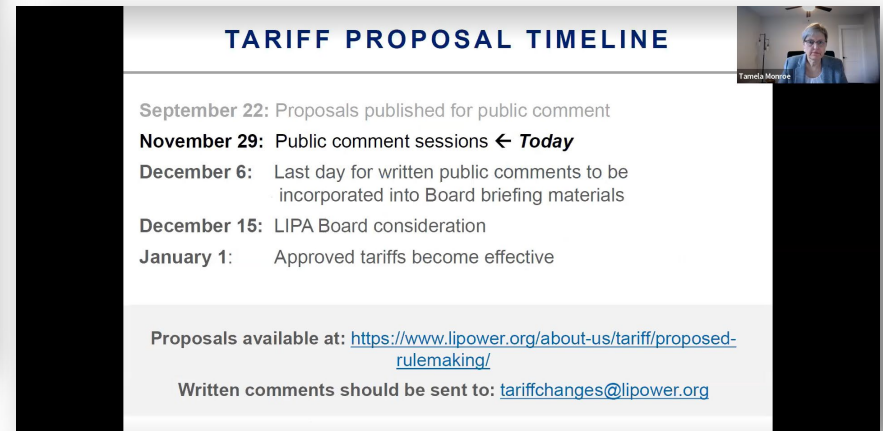 TARIFF PROPOSAL TIMELINE
Tamela Monroe
September 22: Proposals published for public comment
November 29: Public comment sessions ← Today
December 6: Last day for written public comments to be
incorporated into Board briefing materials
December 15: LIPA Board consideration
January 1: Approved tariffs become effective
Proposals available at: https://www.lipower.org/about-us/tariff/proposed-
rulemaking/
Written comments should be sent to: tariffchanges@lipower.org